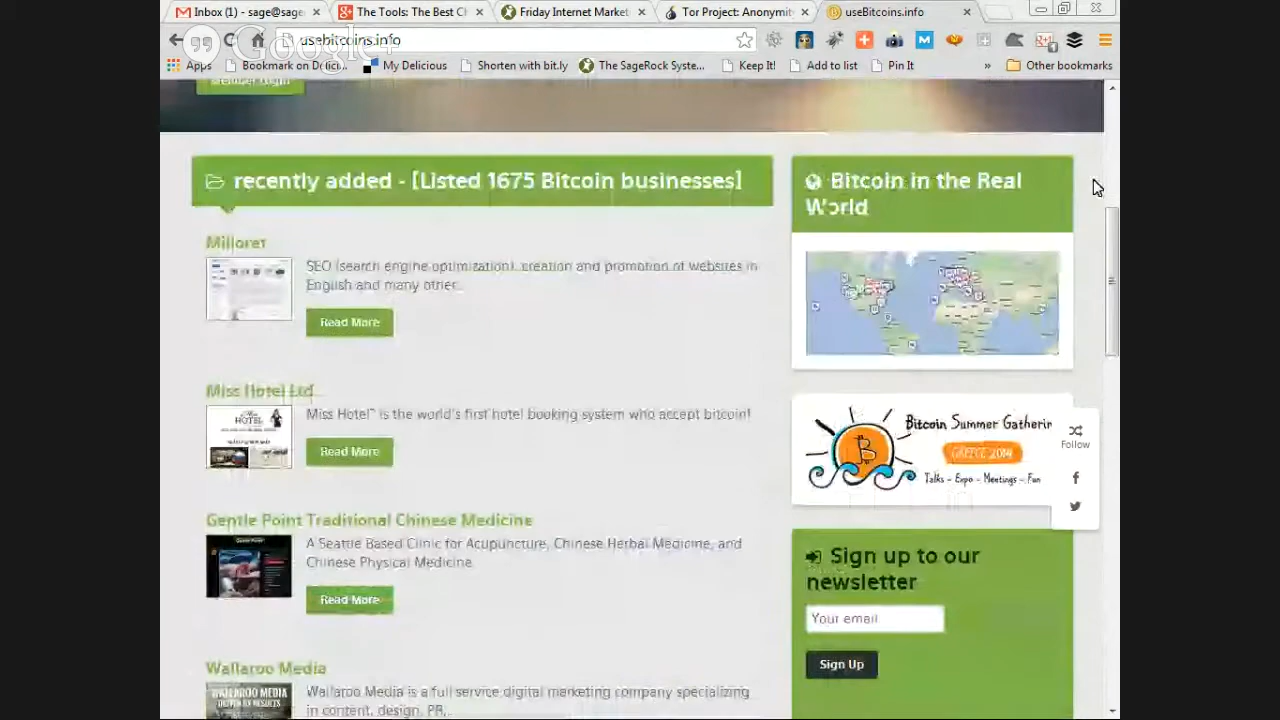 Inbox (1) - sage@sage
The Tools: The Best Cl
Friday Internet Market
Tor Project: Anonymit
useBitcoins.info
Google+
usebitcoins.info
Apps
Bookmark on Delici...
My Delicious
Shorten with bit.ly
The SageRock Syste...
Keep It!
Add to list
Pin It
»
Other bookmarks
Member Login
recently added - [Listed 1675 Bitcoin businesses]
SEO (search engine optimization), creation and promotion of websites in
English and many other..
Read More
Miss Hotel Ltd.
Miss Hotel™ is the world's first hotel booking system who accept bitcoin!
Read More
Gentle Point Traditional Chinese Medicine
A Seattle Based Clinic for Acupuncture, Chinese Herbal Medicine, and
Chinese Physical Medicine
Read More
Wallaroo Media
WALLAROO MEDIA
Wallaroo Media is a full service digital marketing company specializing
in content, design, PR,..
Bitcoin in the Real
World
Bitcoin Summer Gatherin
GREECE 2014
Talks - Expo - Meetings - Fun
Follow
Sign up to our
newsletter
Your email
Sign Up